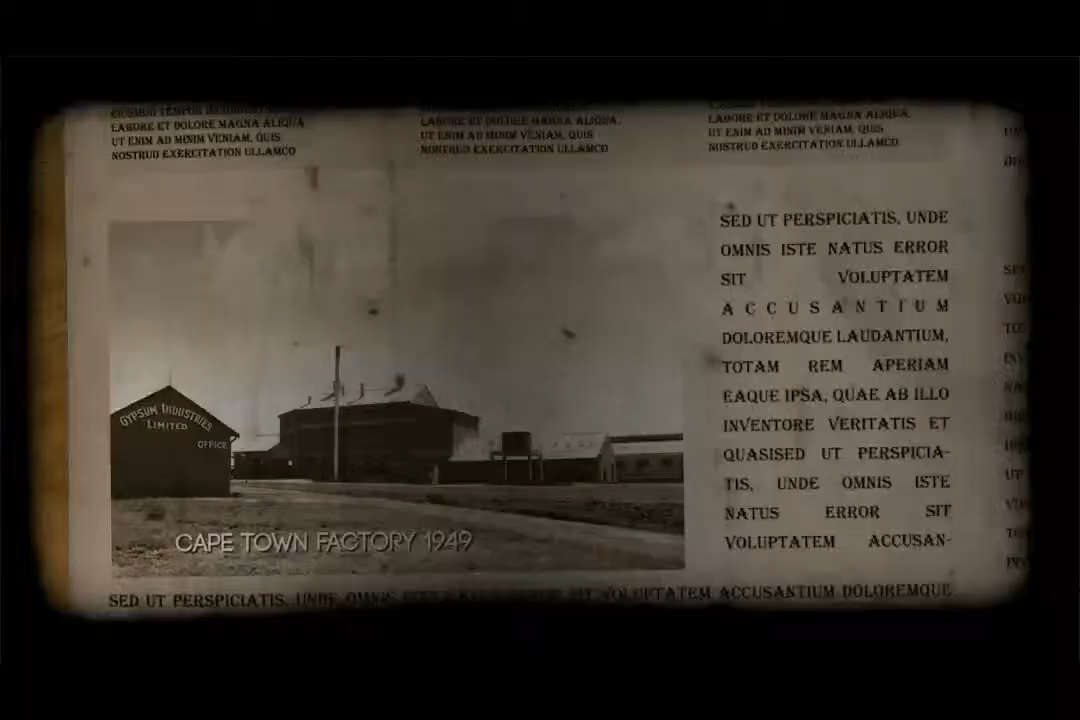 LABORE ET DOLORE MAGNA ALIQUA
UT ENIM AD MINIM VENIAM, QUIS
NOSTRUD EXERCITATION ULLAMCO
LABORE ET DOLORE MAGNA ALIQUA.
UT ENIM AD MINIM VENIAM, QUIS
NOSTRUD EXERCITATION ULLAMCO
LABORE ET DOLORE MAGNA ALIQUA.
UT ENIM AD MINIM VENIAM, QUIS
NOSTRUD EXERCITATION ULLAMCO
GYPSUM INDUSTRIES
LIMITED
OFFICE
CAPE TOWN FACTORY 1949
SED UT PERSPICIATIS, UNDE
OMNIS ISTE NATUS ERROR
SIT VOLUPTATEM
ACCUSANTIUM
DOLOREMQUE LAUDANTIUM,
TOTAM REM APERIAM
EAQUE IPSA, QUAE AB ILLO
INVENTORE VERITATIS ET
QUASISED UT PERSPICIA-
TIS, UNDE OMNIS ISTE
NATUS ERROR SIT
VOLUPTATEM ACCUSAN-
SED UT PERSPICIATIS, UNDE OMNIS SIT VOLUPTATEM ACCUSANTIUM DOLOREMQUE